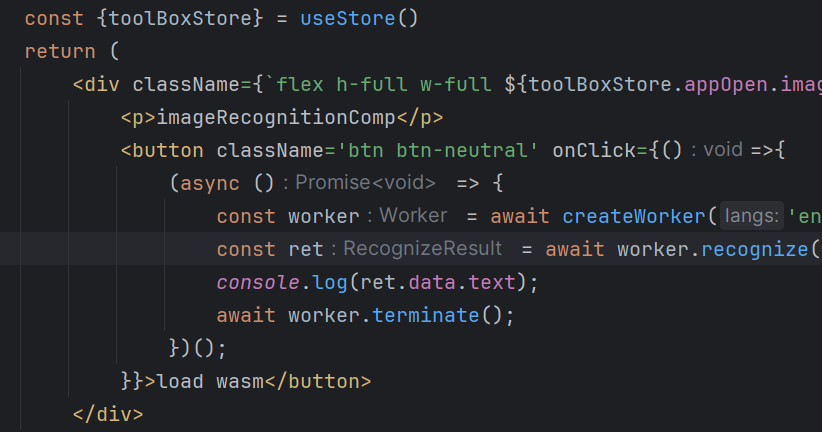 const {toolBoxStore} = useStore()
return (
<div className={`flex h-full w-full ${toolBoxStore.appOpen.imag
<p>imageRecgnitionComp</p>
<button className='btn btn-neutral' onClick={() : void =>{
(async () : Promise<void> => {
const worker : Worker = await createWorker( langs: 'en
const ret : RecognizeResult = await worker.recognize(
console.log(ret.data.text);
await worker.terminate();
})();
}}>load wasm</button>
</div>